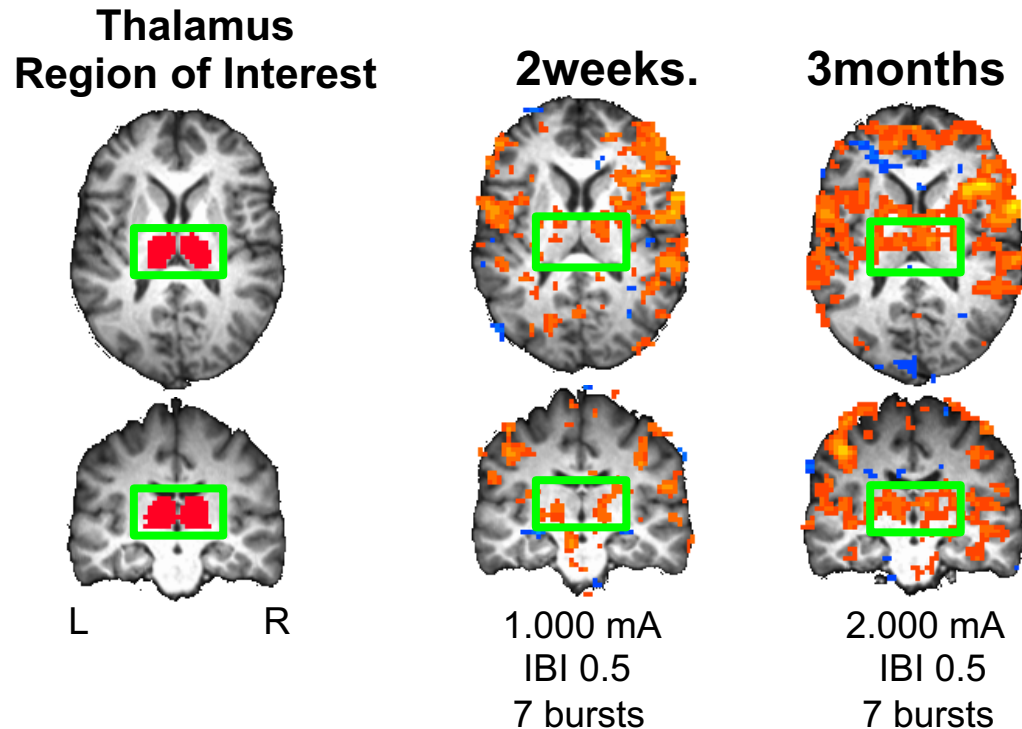 Thalamus
Region of Interest
2weeks.
3months
L
R
1.000 mA
IBI 0.5
7 bursts
2.000 mA
IBI 0.5
7 bursts